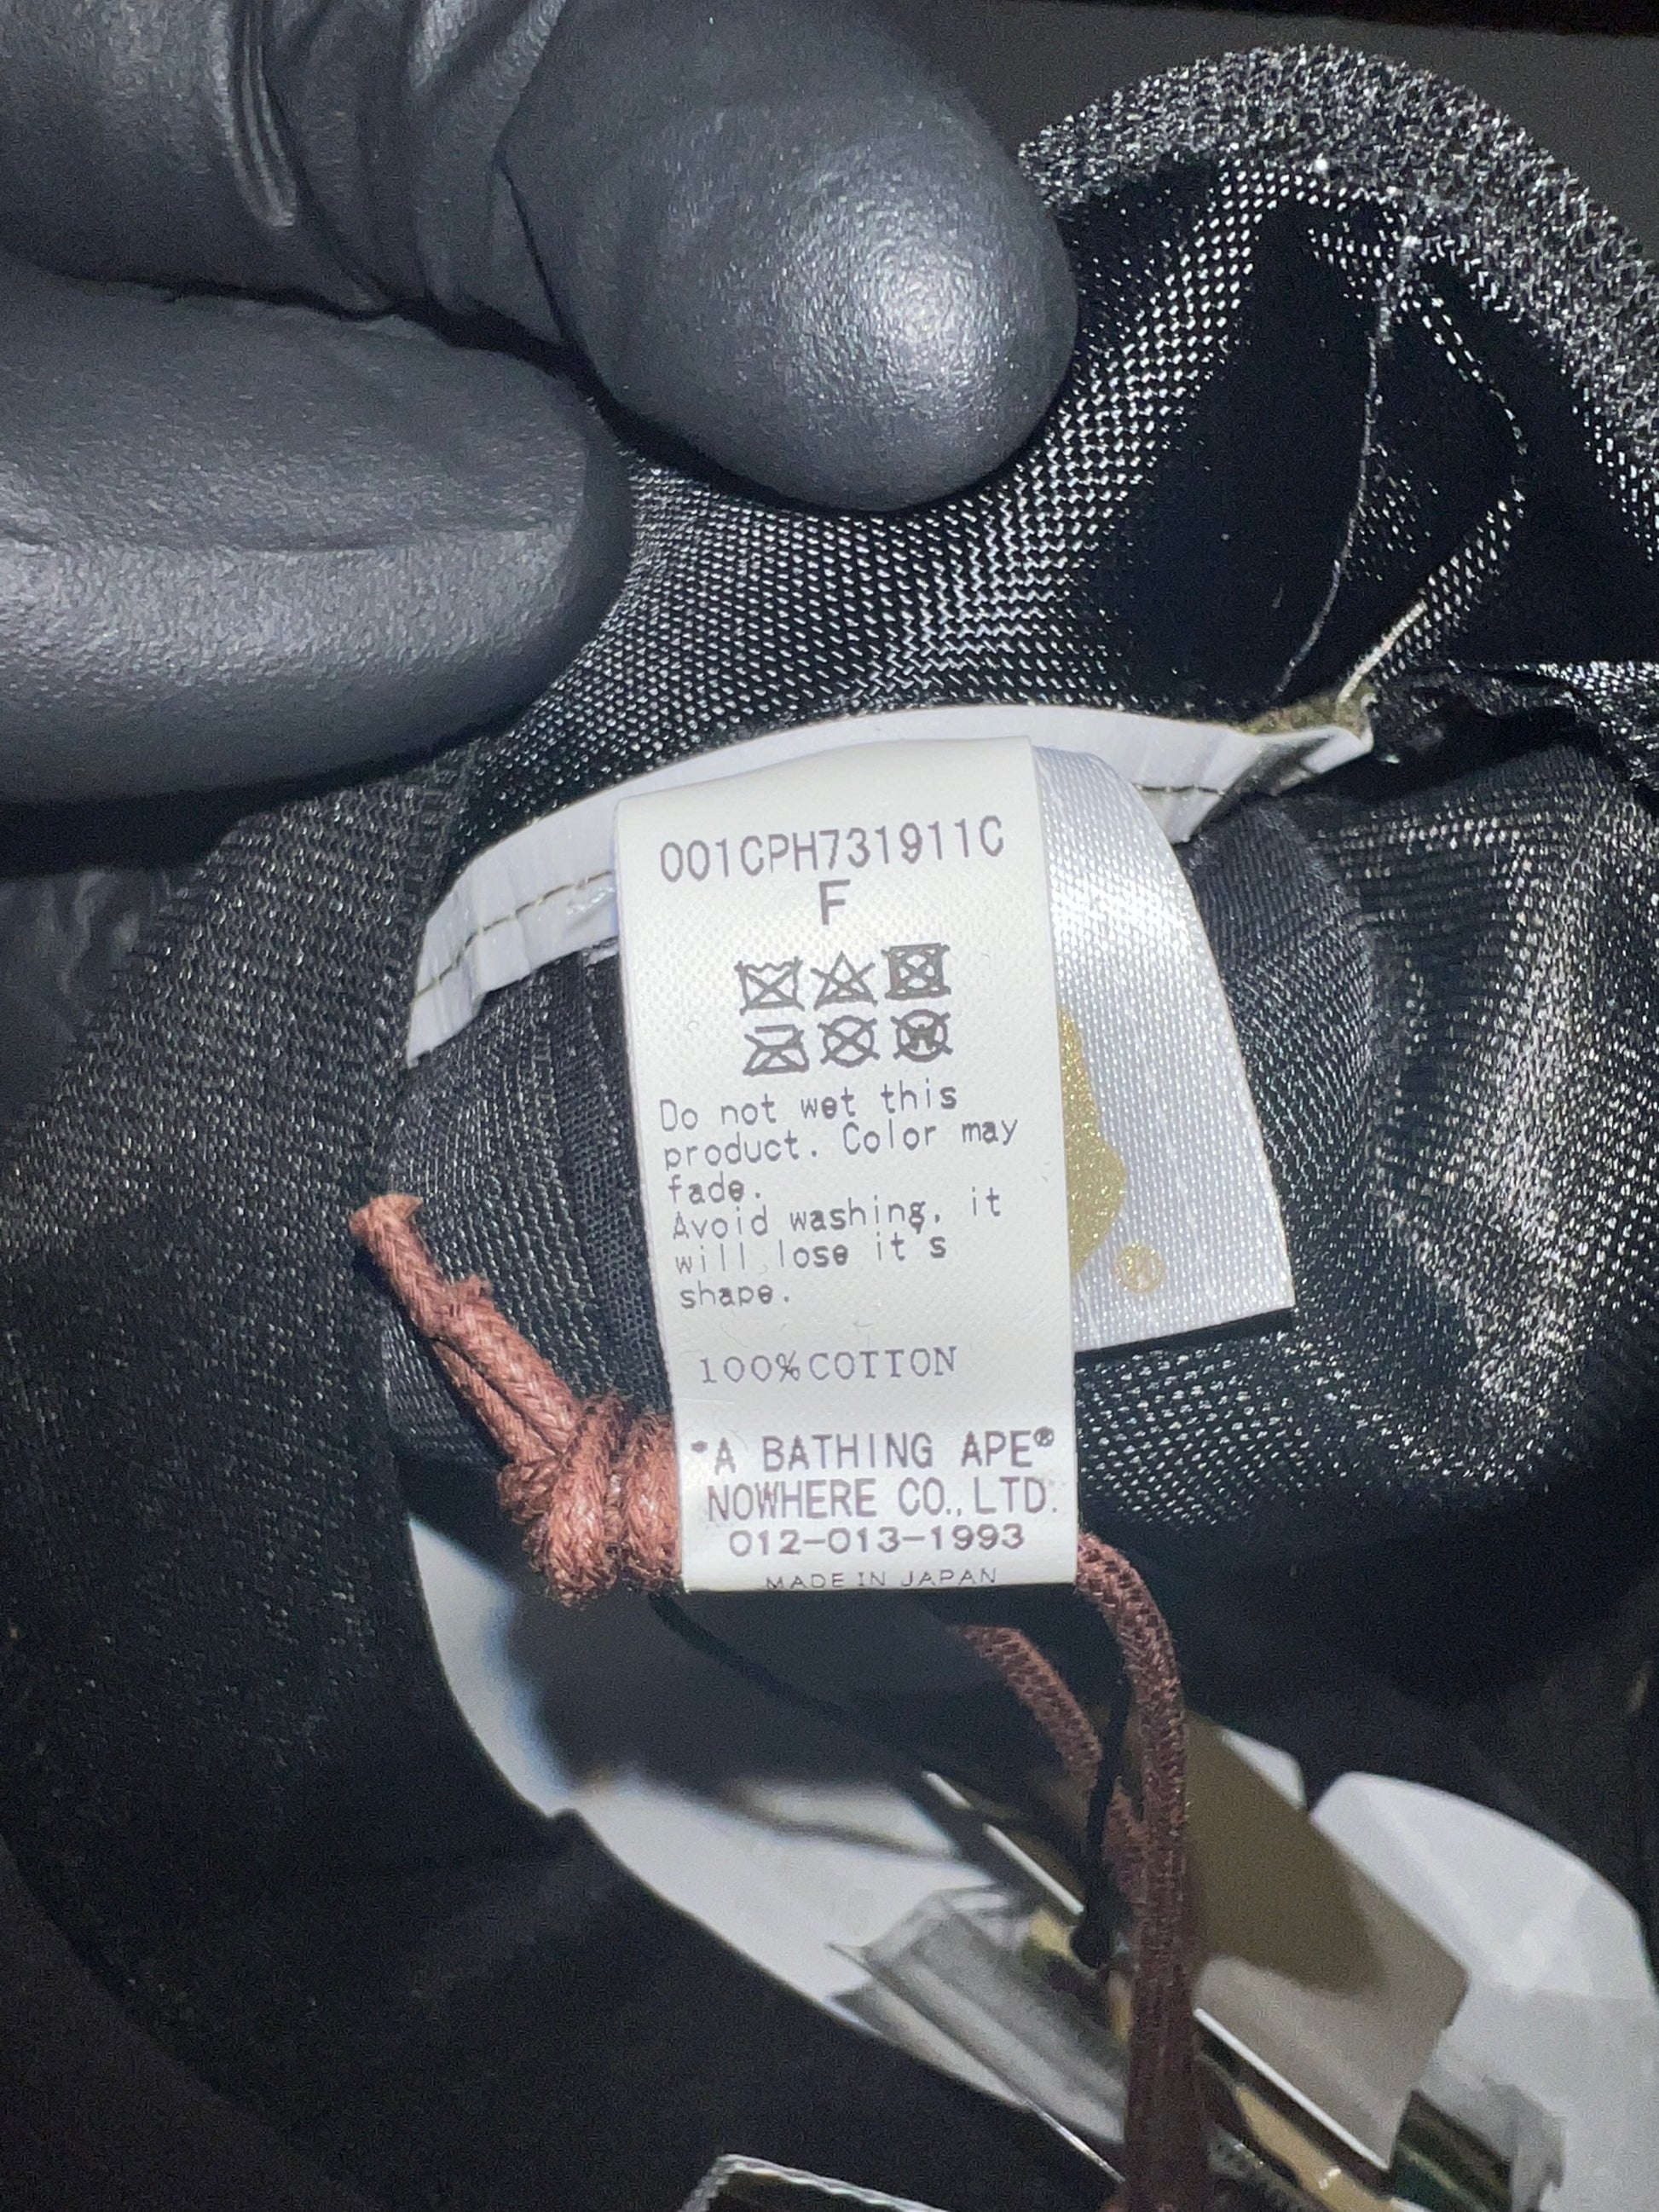 001CPH731911C
F
Do not wet this
product. Color may
fade.
Avoid washing, it
will lose it's
shape.
100%COTTON
"A BATHING APE®
NOWHERE CO.,LTD.
012-013-1993
MADE IN JAPAN